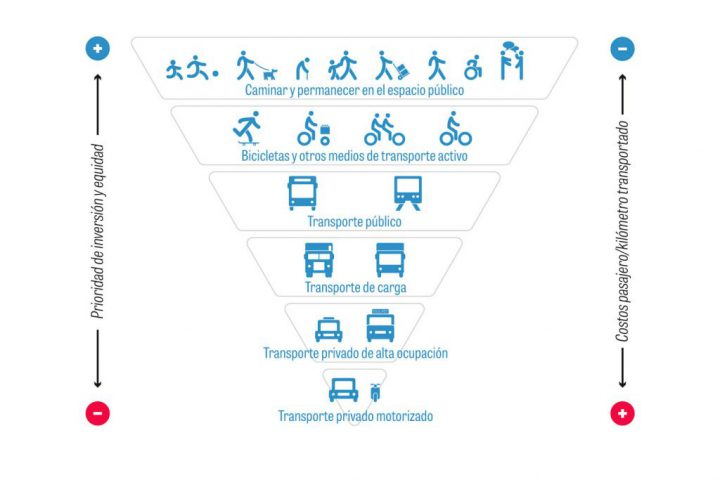 Caminar y permanecer en el espacio público
Bicicletas y otros medios de transporte activo
Transporte público
Transporte de carga
Transporte privado de alta ocupación
Transporte privado motorizado
Prioridad de inversión y equidad
Costos pasajero/kilómetro transportado